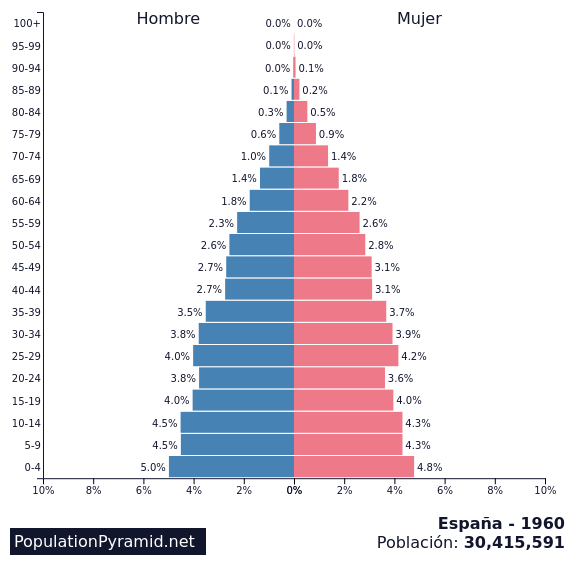 Hombre Mujer
100+ 0.0% 0.0%
95-99 0.0% 0.0%
90-94 0.0% 0.1%
85-89 0.1% 0.2%
80-84 0.3% 0.5%
75-79 0.6% 0.9%
70-74 1.0% 1.4%
65-69 1.4% 1.8%
60-64 1.8% 2.2%
55-59 2.3% 2.6%
50-54 2.6% 2.8%
45-49 2.7% 3.1%
40-44 2.7% 3.1%
35-39 3.5% 3.7%
30-34 3.8% 3.9%
25-29 4.0% 4.2%
20-24 3.8% 3.6%
15-19 4.0% 4.0%
10-14 4.5% 4.3%
5-9 4.5% 4.3%
0-4 5.0% 4.8%
10% 8% 6% 4% 2% 0% 2% 4% 6% 8% 10%
España - 1960
Población: 30,415,591
PopulationPyramid.net